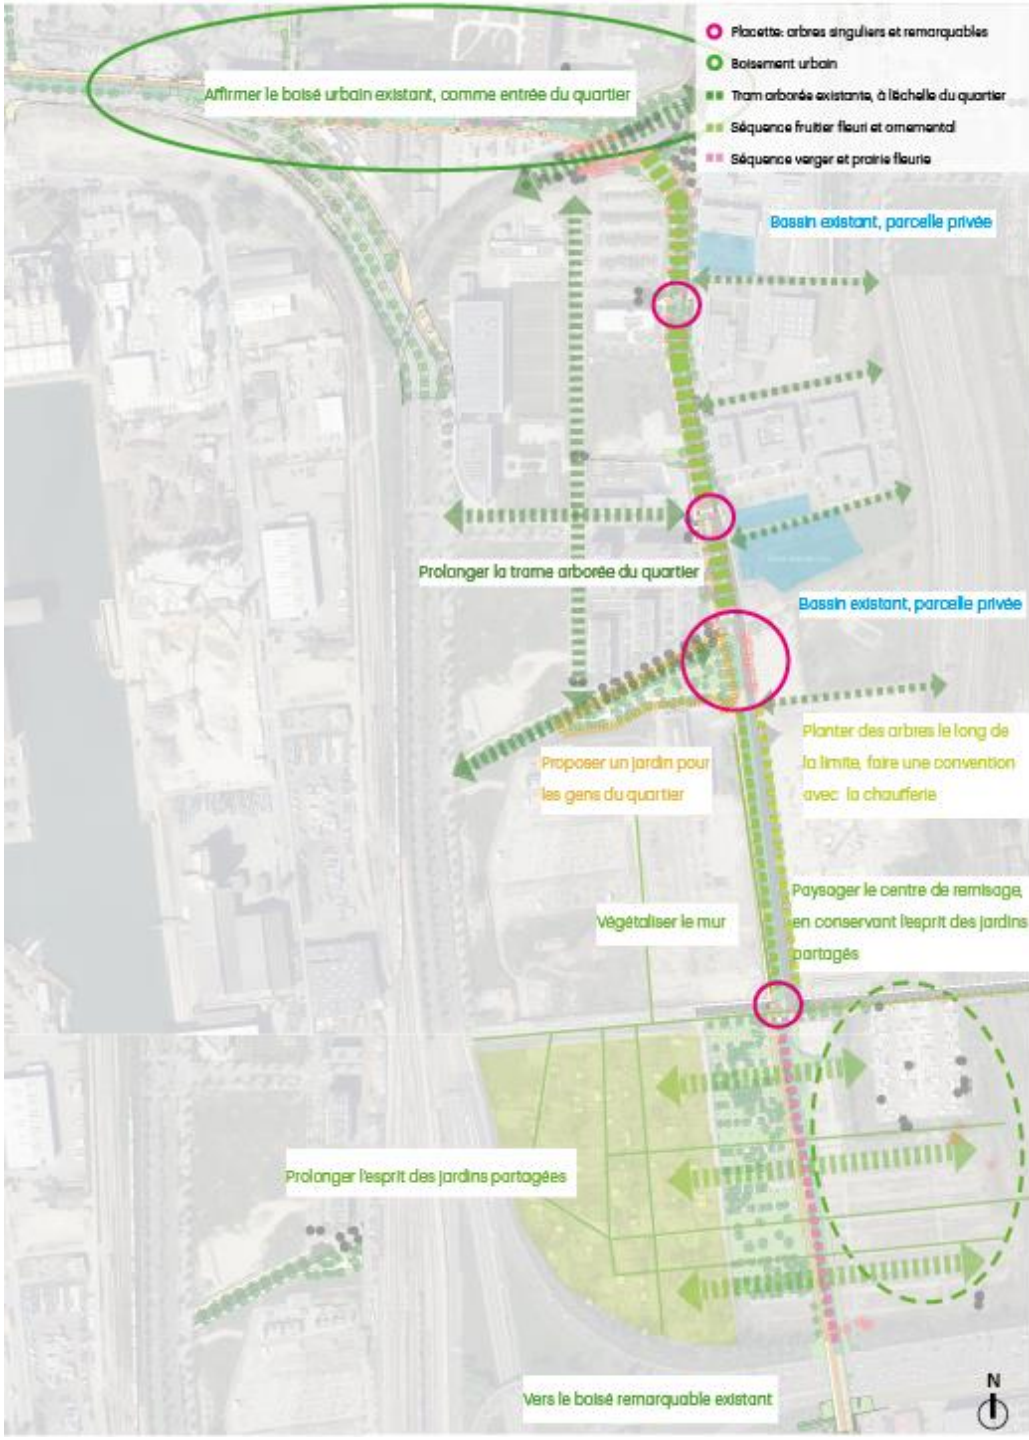 Placette: arbres singuliers et remarquables
Boisement urbain
Tram arborée existante, à lèchelle du quartier
Séquence fruitier fleuri et ornemental
Séquence verger et prairie fleurie
Affirmer le boisé urbain existant, comme entrée du quartier
Bassin existant, parcelle privée
Prolonger la trame arborée du quartier
Bassin existant, parcelle privée
Proposer un jardin pour
les gens du quartier
Planter des arbres le long de
la limite, faire une convention
avec la chaufferie
Végétaliser le mur
Paysager le centre de remisage,
en conservant l'esprit des jardins
partagés
Prolonger l'esprit des jardins partagées
Vers le boisé remarquable existant
N